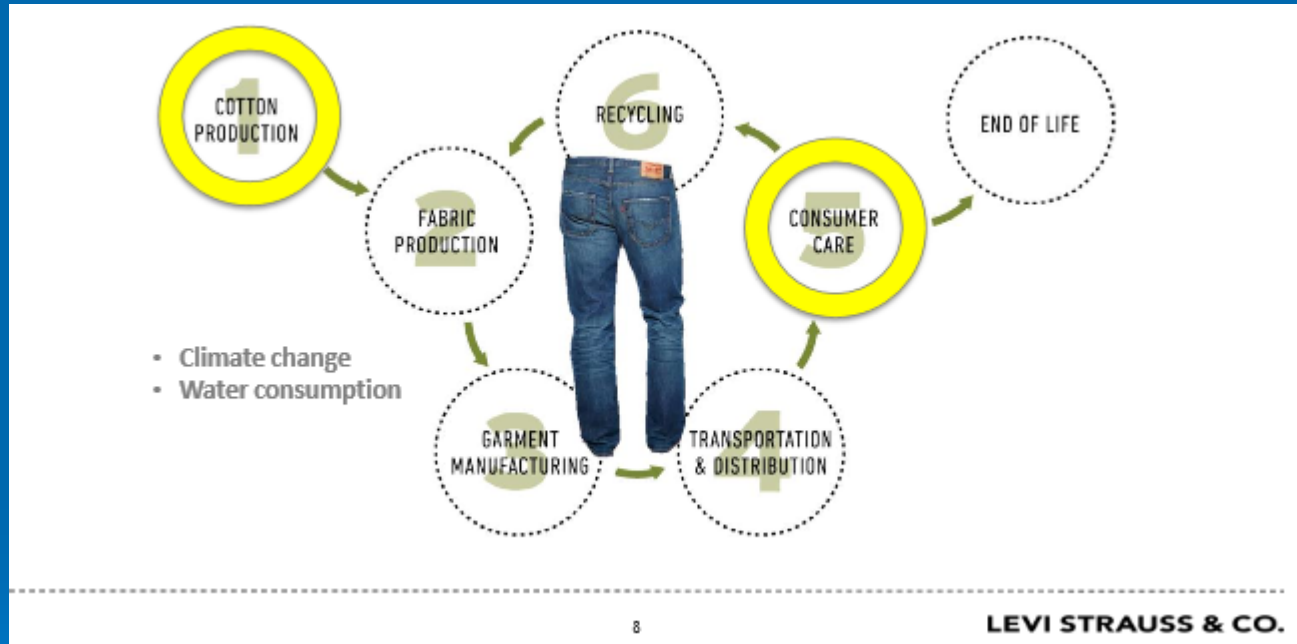 1
COTTON
PRODUCTION
2
FABRIC
PRODUCTION
3
GARMENT
MANUFACTURING
4
TRANSPORTATION
& DISTRIBUTION
5
CONSUMER
CARE
6
RECYCLING
END OF LIFE
• Climate change
• Water consumption
8
LEVI STRAUSS & CO.